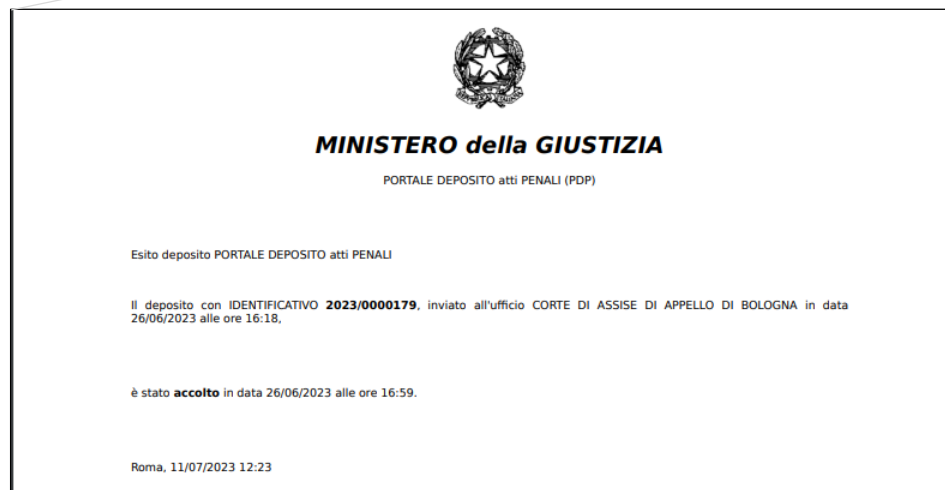 MINISTERO della GIUSTIZIA
PORTALE DEPOSITO atti PENALI (PDP)
Esito deposito PORTALE DEPOSITO atti PENALI
Il deposito con IDENTIFICATIVO 2023/0000179, inviato all'ufficio CORTE DI ASSISE DI APPELLO DI BOLOGNA in data
26/06/2023 alle ore 16:18,
è stato accolto in data 26/06/2023 alle ore 16:59.
Roma, 11/07/2023 12:23